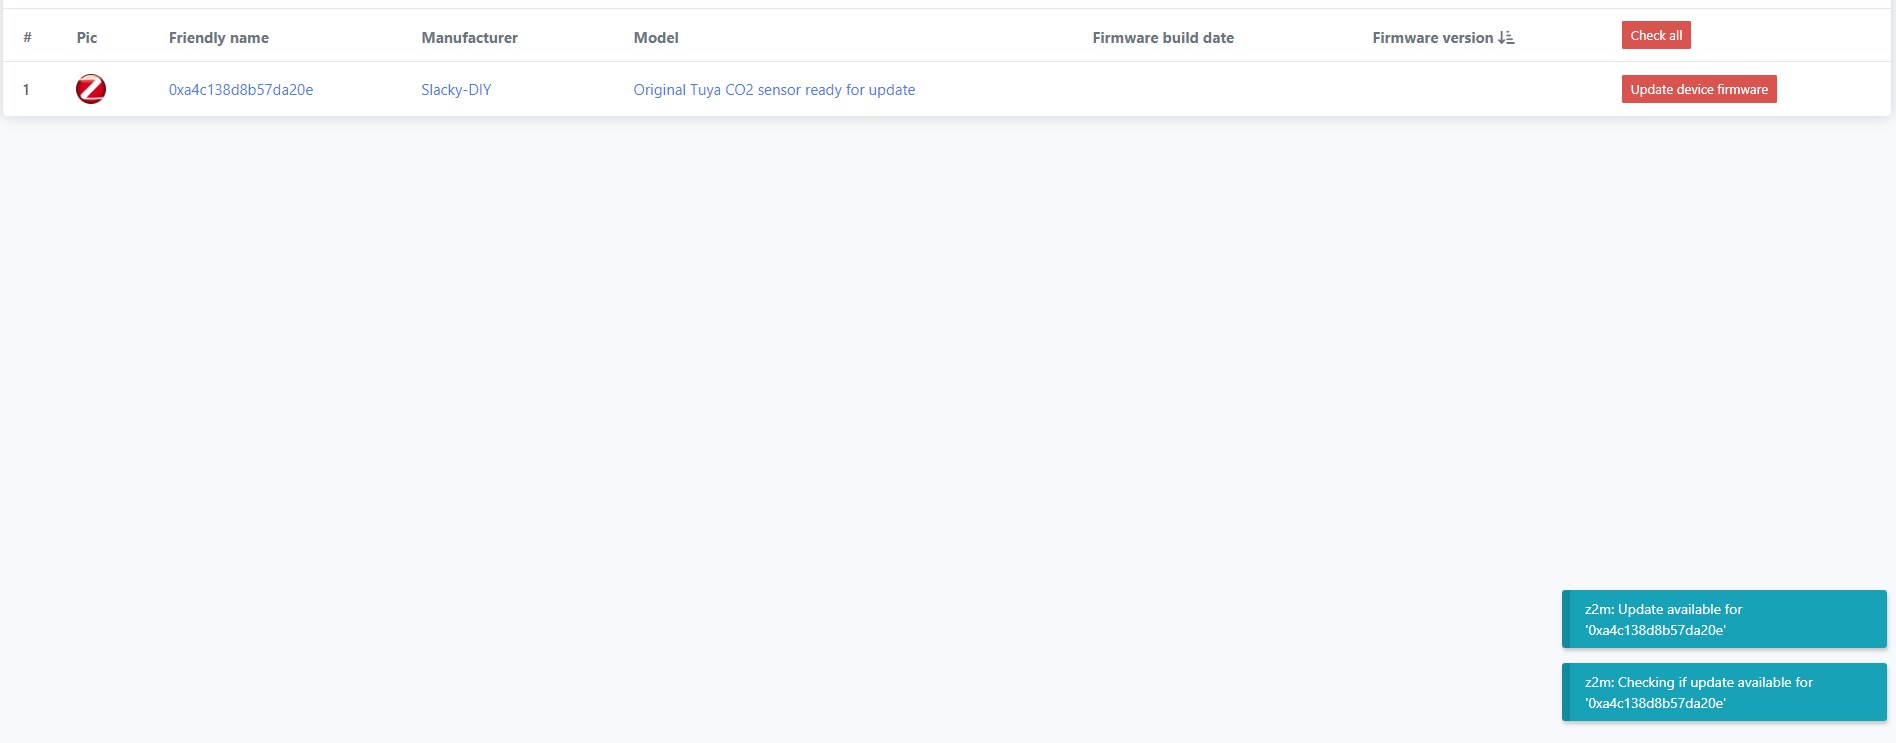 # Pic Friendly name Manufacturer Model Firmware build date Firmware version Check all
1 0xa4c138d8b57da20e Slacky-DIY Original Tuya CO2 sensor ready for update Update device firmware
z2m: Update available for
'0xa4c138d8b57da20e'
z2m: Checking if update available for
'0xa4c138d8b57da20e'